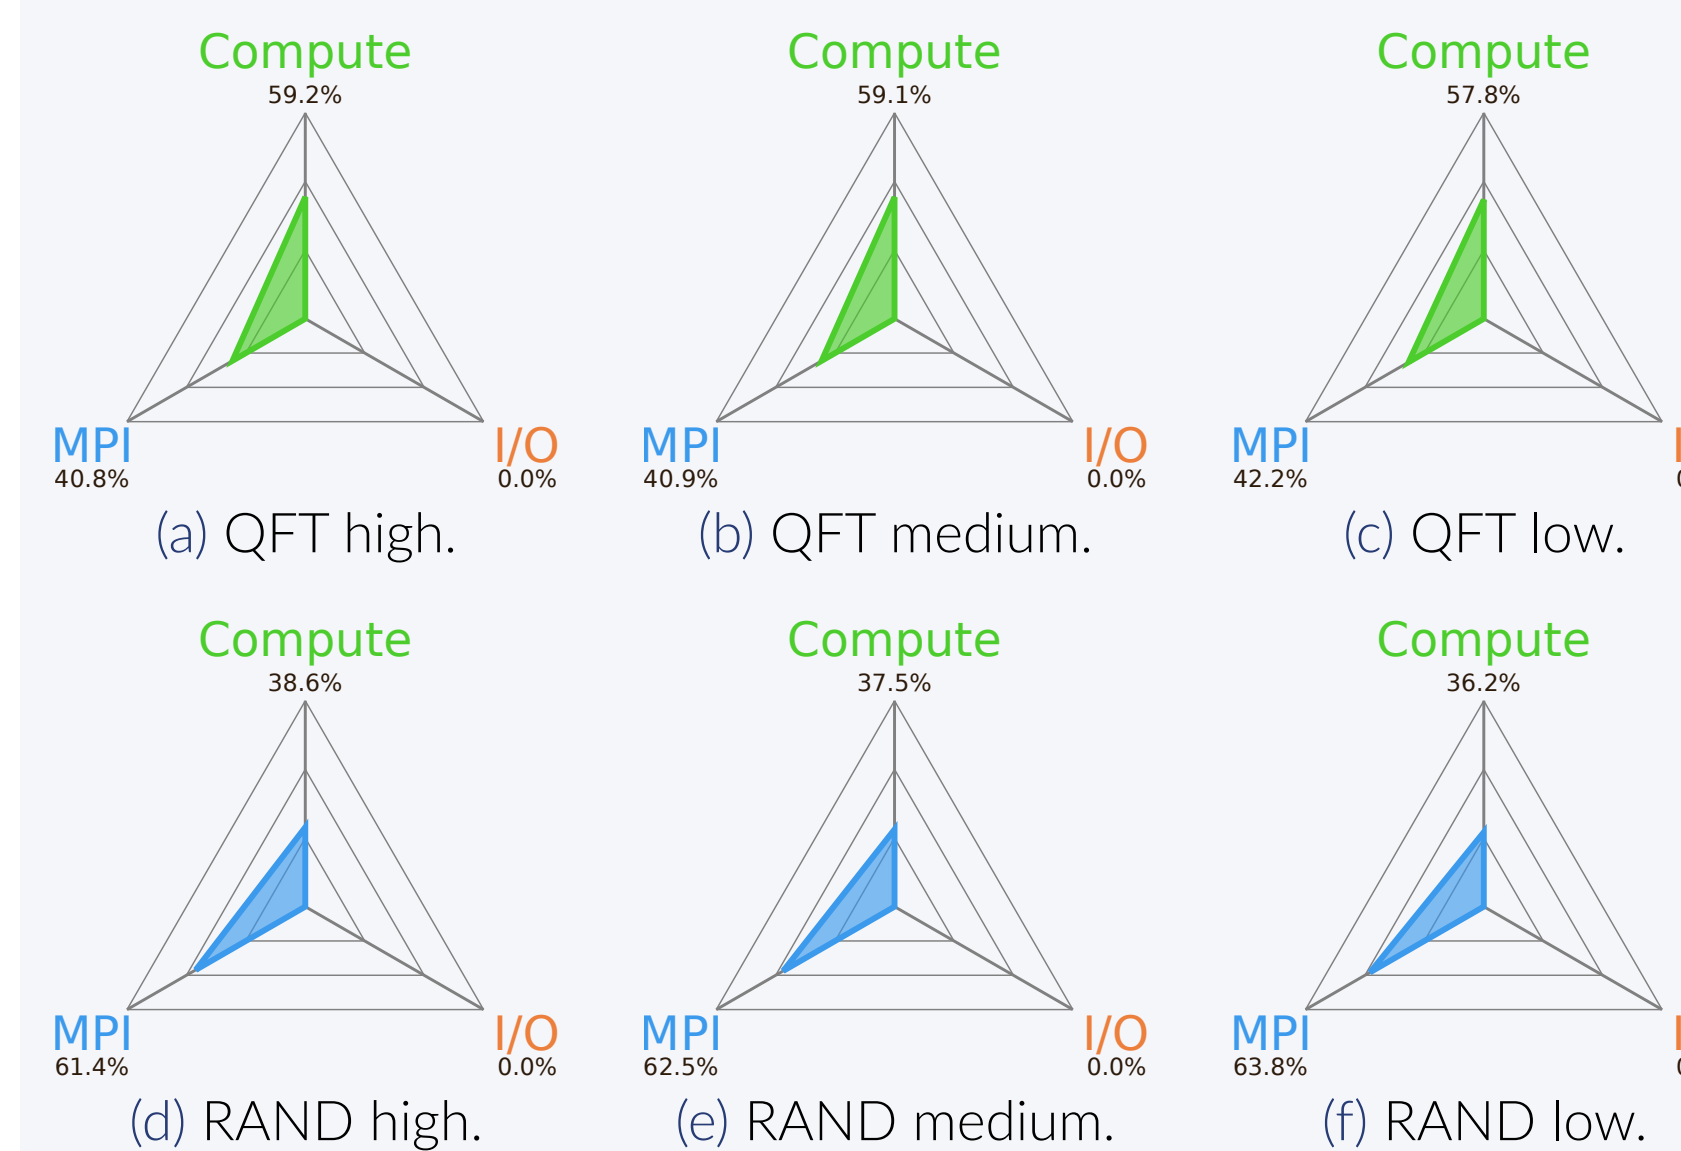 Compute Compute Compute
59.2% 59.1% 57.8%
MPI I/O MPI I/O MPI
40.8% 0.0% 40.9% 0.0% 42.2%
(a) QFT high. (b) QFT medium. (c) QFT low.
Compute Compute Compute
38.6% 37.5% 36.2%
MPI I/O MPI I/O MPI
61.4% 0.0% 62.5% 0.0% 63.8%
(d) RAND high. (e) RAND medium. (f) RAND low.